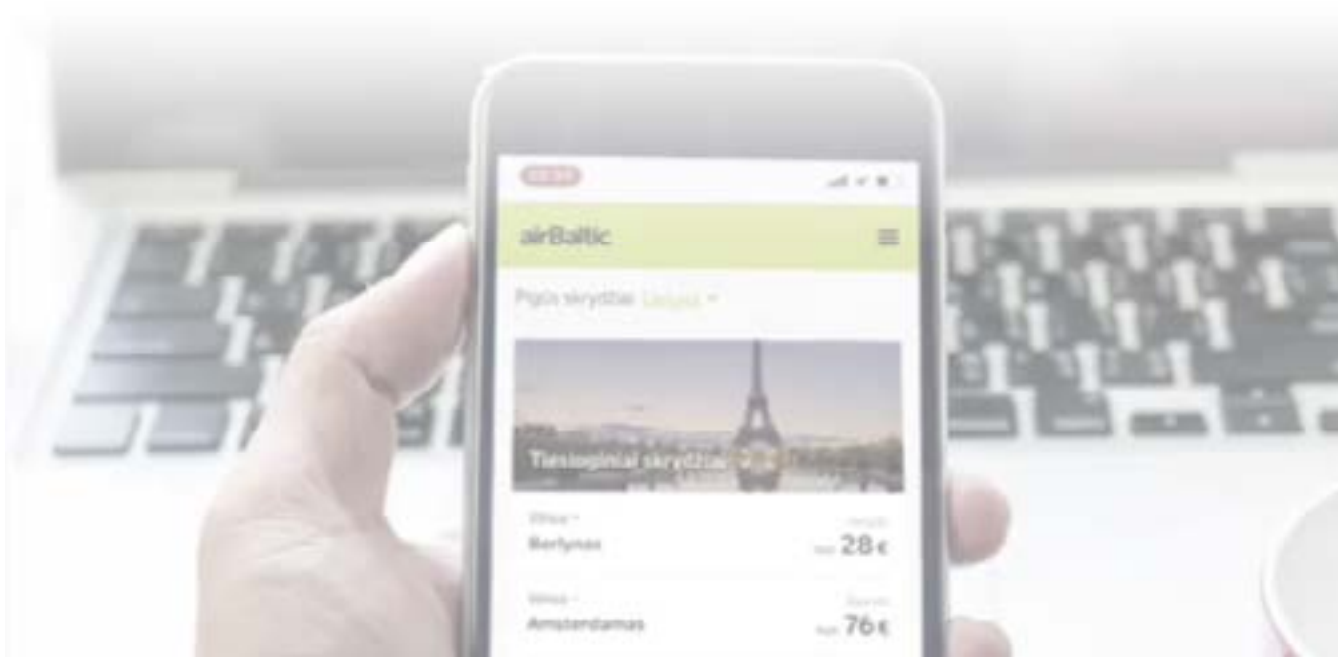 airBaltic
Pigūs skrydžiai
Tiesioginiai skrydžiai
Vilnius
Berlynas
28 €
Vilnius
Amsterdamas
76 €